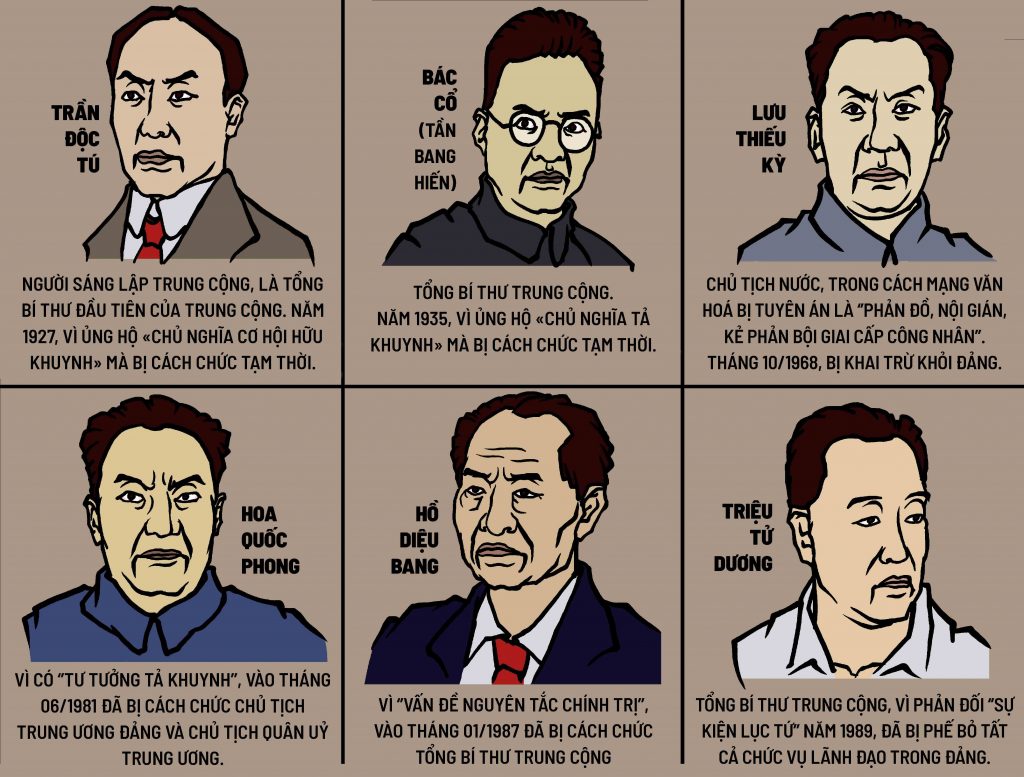 TRẦN
ĐỘC
TÚ
NGƯỜI SÁNG LẬP TRUNG CỘNG, LÀ TỔNG
BÍ THƯ ĐẦU TIÊN CỦA TRUNG CỘNG. NĂM
1927, VÌ ỦNG HỘ «CHỦ NGHĨA CƠ HỘI HỮU
KHUYNH» MÀ BỊ CÁCH CHỨC TẠM THỜI.
BÁC
CỔ
(TẦN
BANG
HIẾN)
TỔNG BÍ THƯ TRUNG CỘNG.
NĂM 1935, VÌ ỦNG HỘ «CHỦ NGHĨA TẢ
KHUYNH» MÀ BỊ CÁCH CHỨC TẠM THỜI.
LƯU
THIẾU
KỲ
CHỦ TỊCH NƯỚC, TRONG CÁCH MẠNG VĂN
HOÁ BỊ TUYÊN ÁN LÀ "PHẢN ĐỒ, NỘI GIÁN,
KẺ PHẢN BỘI GIAI CẤP CÔNG NHÂN".
THÁNG 10/1968, BỊ KHAI TRỪ KHỎI ĐẢNG.
HOA
QUỐC
PHONG
VÌ CÓ "TƯ TƯỞNG TẢ KHUYNH", VÀO THÁNG
06/1981 ĐÃ BỊ CÁCH CHỨC CHỦ TỊCH
TRUNG ƯƠNG ĐẢNG VÀ CHỦ TỊCH QUÂN UỶ
TRUNG ƯƠNG.
HỒ
DIỆU
BANG
VÌ "VẤN ĐỀ NGUYÊN TẮC CHÍNH TRỊ",
VÀO THÁNG 01/1987 ĐÃ BỊ CÁCH CHỨC
TỔNG BÍ THƯ TRUNG CỘNG
TRIỆU
TỬ
DƯƠNG
TỔNG BÍ THƯ TRUNG CỘNG, VÌ PHẢN ĐỐI "SỰ
KIỆN LỤC TỨ" NĂM 1989, ĐÃ BỊ PHẾ BỎ TẤT
CẢ CHỨC VỤ LÃNH ĐẠO TRONG ĐẢNG.